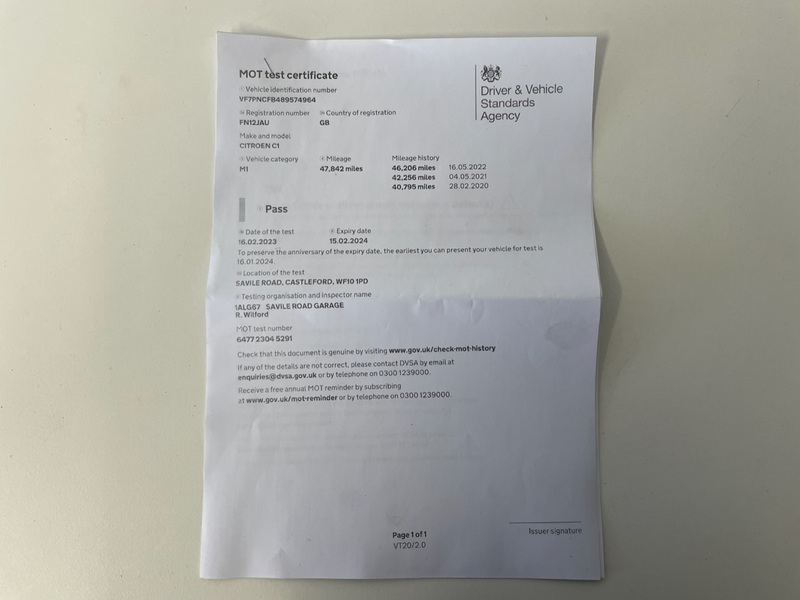 MOT test certificate
Driver & Vehicle
Standards
Agency
Vehicle identification number
VF7PNCFB489574964
Registration number Country of registration
FN12JAU GB
Make and model
CITROEN C1
Vehicle category Mileage Mileage history
M1 47,842 miles 46,206 miles 16.05.2022
42,256 miles 04.05.2021
40,795 miles 28.02.2020
Pass
Date of the test Expiry date
16.02.2023 15.02.2024
To preserve the anniversary of the expiry date, the earliest you can present your vehicle for test is
16.01.2024.
Location of the test
SAVILE ROAD, CASTLEFORD, WF10 1PD
Testing organisation and inspector name
1ALG67 SAVILE ROAD GARAGE
R. Witford
MOT test number
6477 2304 5291
Check that this document is genuine by visiting www.gov.uk/check-mot-history
If any of the details are not correct, please contact DVSA by email at
enquiries@dvsa.gov.uk or by telephone on 0300 1239000.
Receive a free annual MOT reminder by subscribing
at www.gov.uk/mot-reminder or by telephone on 0300 1239000.
Issuer signature
Page 1 of 1
VT20/2.0